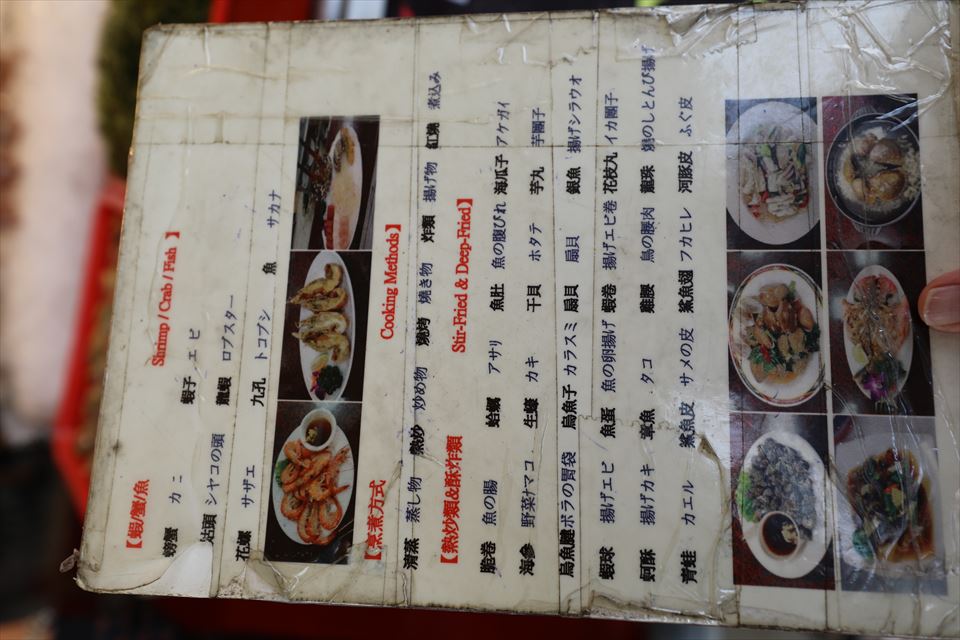 【蝦/蟹/魚 Shrimp / Crab / Fish 】
螃蟹 カニ 蝦子 エビ
沽頭 シャコの頭 龍蝦 ロブスター
花螺 サザエ 九孔 トコブシ 魚 サカナ
【烹煮方式 Cooking Methods】
清蒸 蒸し物 熱炒 炒め物 燒烤 焼き物 炸類 揚げ物 紅燒 煮込み
【熱炒類&酥炸類 Stir-Fried & Deep-Fried】
脆卷 魚の腸 蛤蠣 アサリ 魚肚 魚の腹びれ 海瓜子 アケガイ
海參 野菜ナマコ 生蠔 カキ 干貝 ホタテ 芋丸 芋團子
烏魚鰾 ボラの胃袋 烏魚子 カラスミ 扇貝 扇貝 銀魚 揚げシラウオ
蝦球 揚げエビ 魚蛋 魚の卵揚げ 蝦卷 揚げエビ巻 花枝丸 イカ團子
蚵酥 揚げカキ 章魚 タコ 雞腰 鳥の腰肉 龍珠 烟のしとんび揚げ
青蛙 カエル 鯊魚皮 サメの皮 鯊魚翅 フカヒレ 河豚皮 ふぐ皮